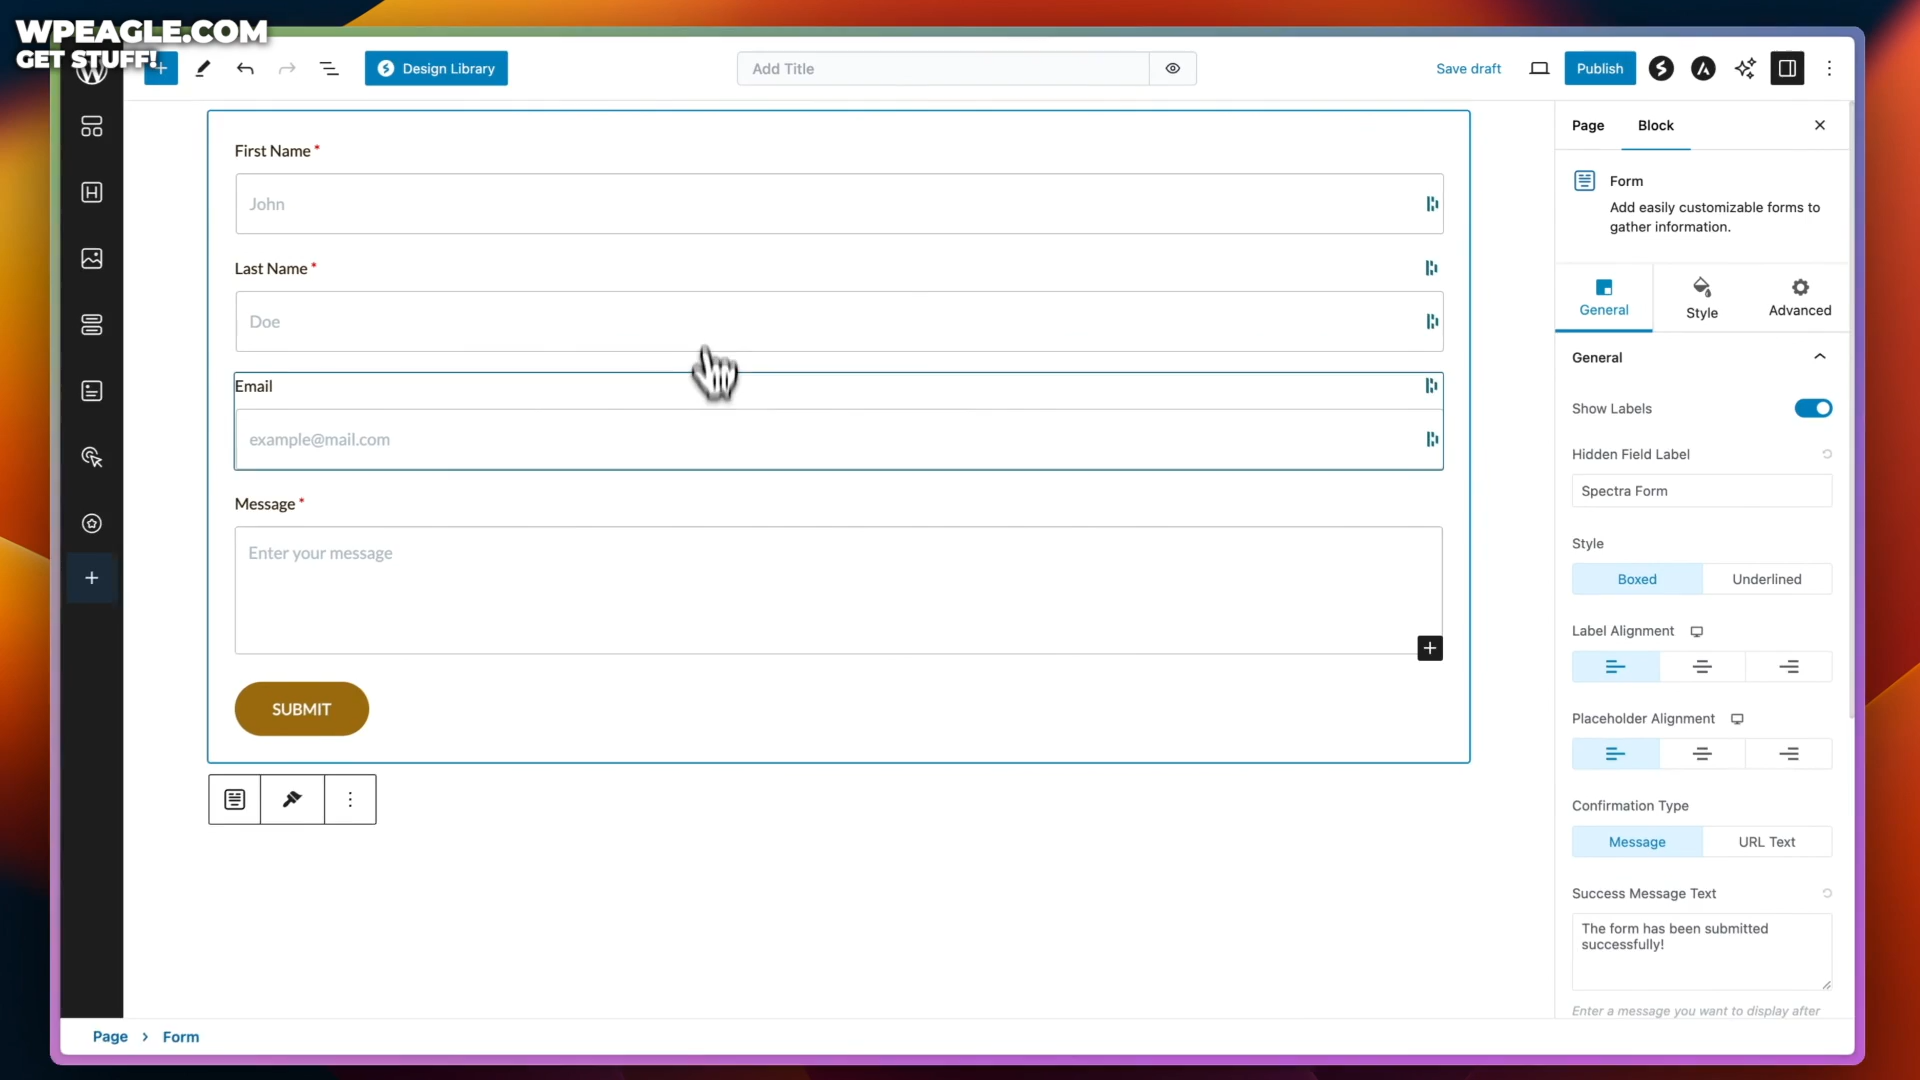 WPEAGLE.COM
GET STUFF!
Design Library
Add Title
Save draft
Publish
First Name *
John
Last Name *
Doe
Email
example@mail.com
Message *
Enter your message
SUBMIT
Page Block
Form
Add easily customizable forms to
gather information.
General Style Advanced
General
Show Labels
Hidden Field Label
Spectra Form
Style
Boxed Underlined
Label Alignment
Placeholder Alignment
Confirmation Type
Message URL Text
Success Message Text
The form has been submitted
successfully!
Enter a message you want to display after
Page › Form